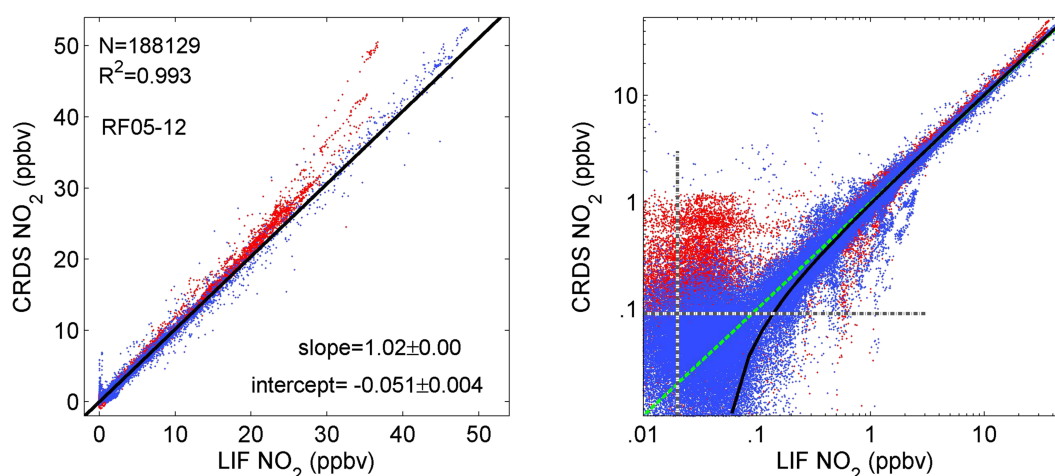 N=188129
R²=0.993
RF05-12
slope=1.02±0.00
intercept= -0.051±0.004
CRDS NO₂ (ppbv)
50
40
30
20
10
0
0 10 20 30 40 50
LIF NO₂ (ppbv)
CRDS NO₂ (ppbv)
10
1
.1
.01 .1 1 10
LIF NO₂ (ppbv)